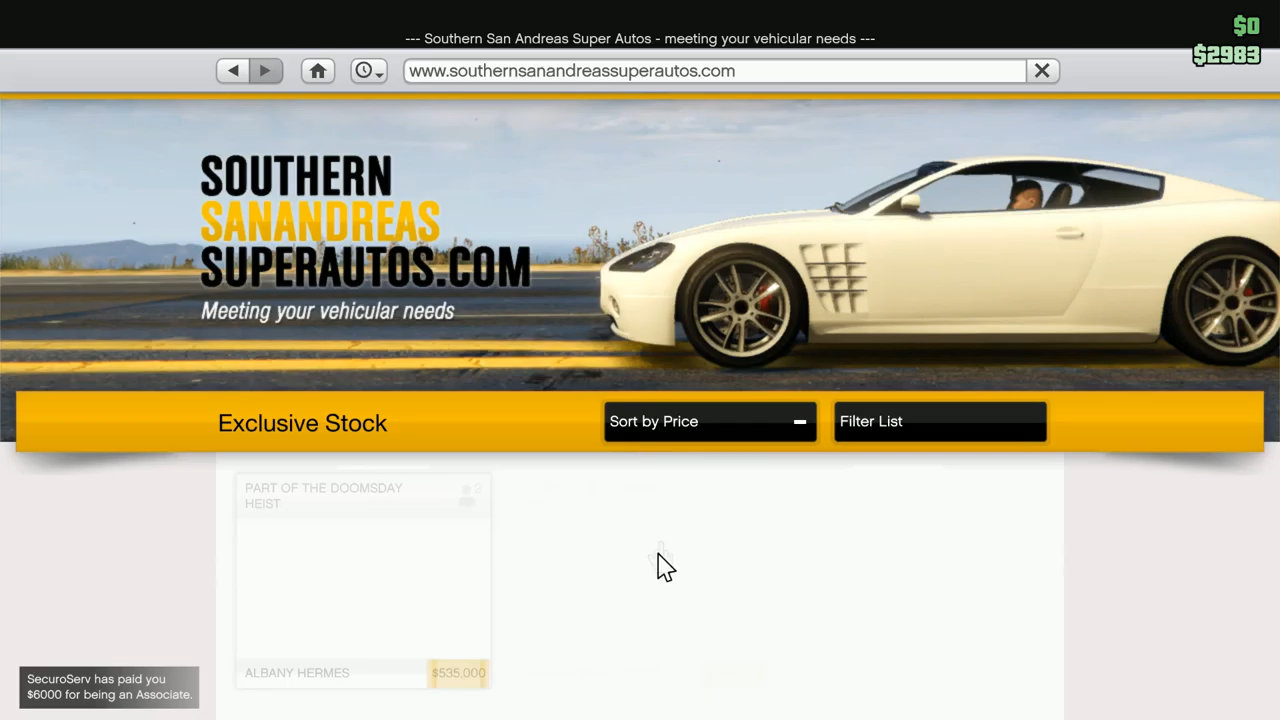 $0
--- Southern San Andreas Super Autos - meeting your vehicular needs ---
$2983
www.southernsanandreassuperautos.com
SOUTHERN
SANANDREAS
SUPERAUTOS.COM
Meeting your vehicular needs
Exclusive Stock
Sort by Price
Filter List
PART OF THE DOOMSDAY
HEIST
2
ALBANY HERMES
$535,000
SecuroServ has paid you
$6000 for being an Associate.